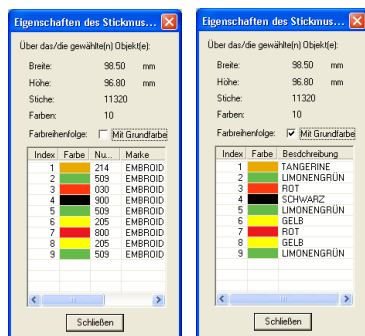 Eigenschaften des Stickmus...
Über das/die gewählte(n) Objekt(e):
Breite: 98.50 mm
Höhe: 96.80 mm
Stiche: 11320
Farben: 10
Farbreihenfolge: Mit Grundfarbe
Index Farbe Nu... Marke
1 214 EMBROID
2 509 EMBROID
3 030 EMBROID
4 900 EMBROID
5 509 EMBROID
6 205 EMBROID
7 800 EMBROID
8 205 EMBROID
9 509 EMBROID
Schließen
Eigenschaften des Stickmus...
Über das/die gewählte(n) Objekt(e):
Breite: 98.50 mm
Höhe: 96.80 mm
Stiche: 11320
Farben: 10
Farbreihenfolge: Mit Grundfarbe
Index Farbe Besdchreibung
1 TANGERINE
2 LIMONENGRÜN
3 ROT
4 SCHWARZ
5 LIMONENGRÜN
6 GELB
7 ROT
8 GELB
9 LIMONENGRÜN
Schließen